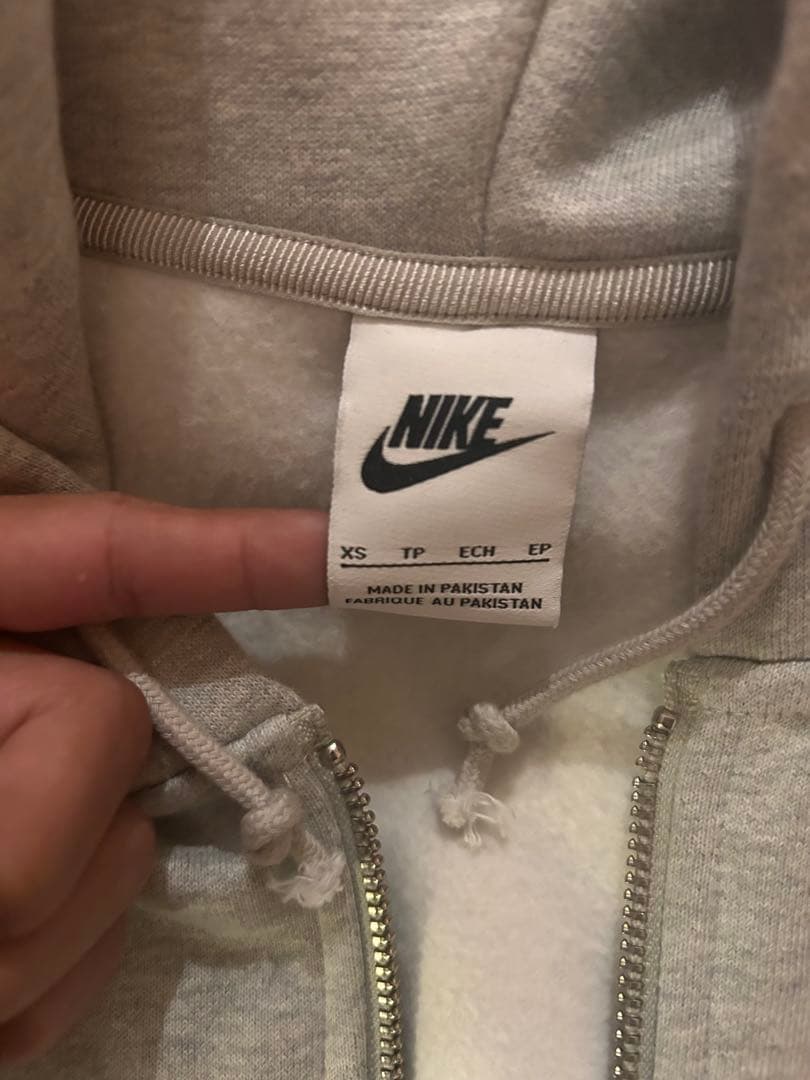 NIKE
XS TP ECH EP
MADE IN PAKISTAN
FABRIQUE AU PAKISTAN